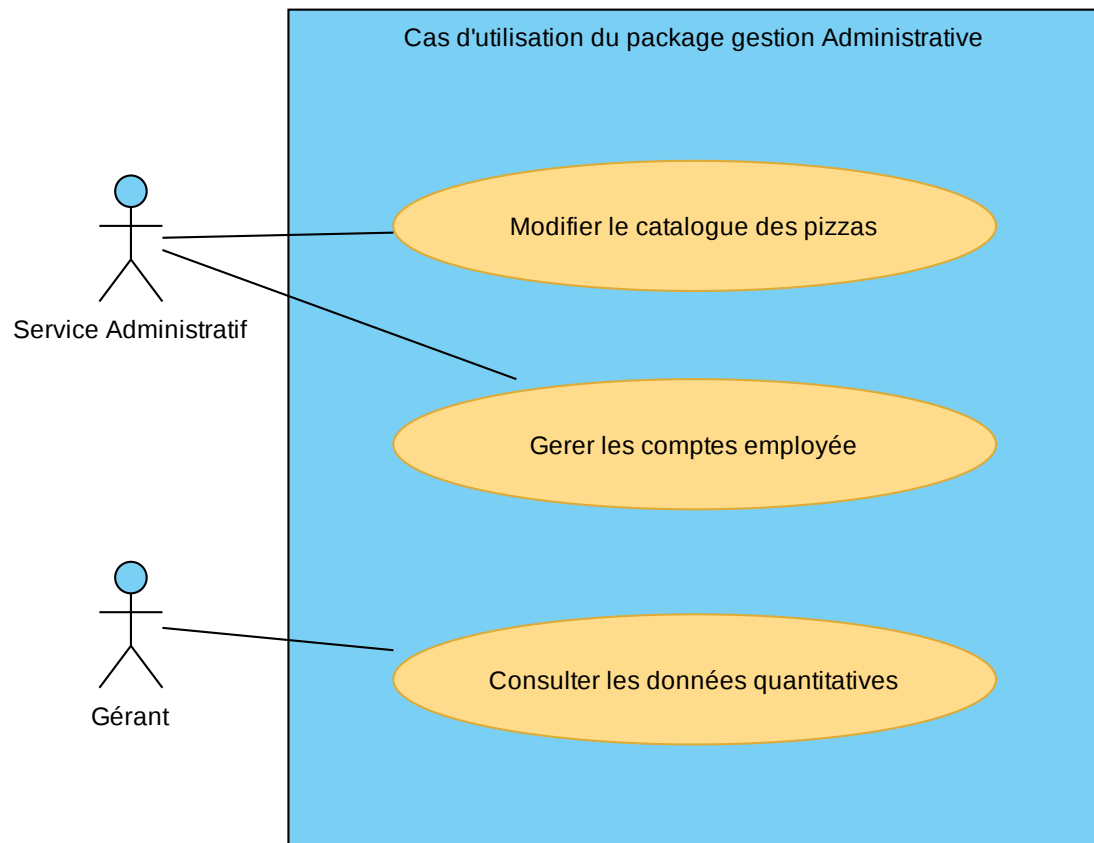 Cas d'utilisation du package gestion Administrative
Modifier le catalogue des pizzas
Service Administratif
Gerer les comptes employée
Consulter les données quantitatives
Gérant